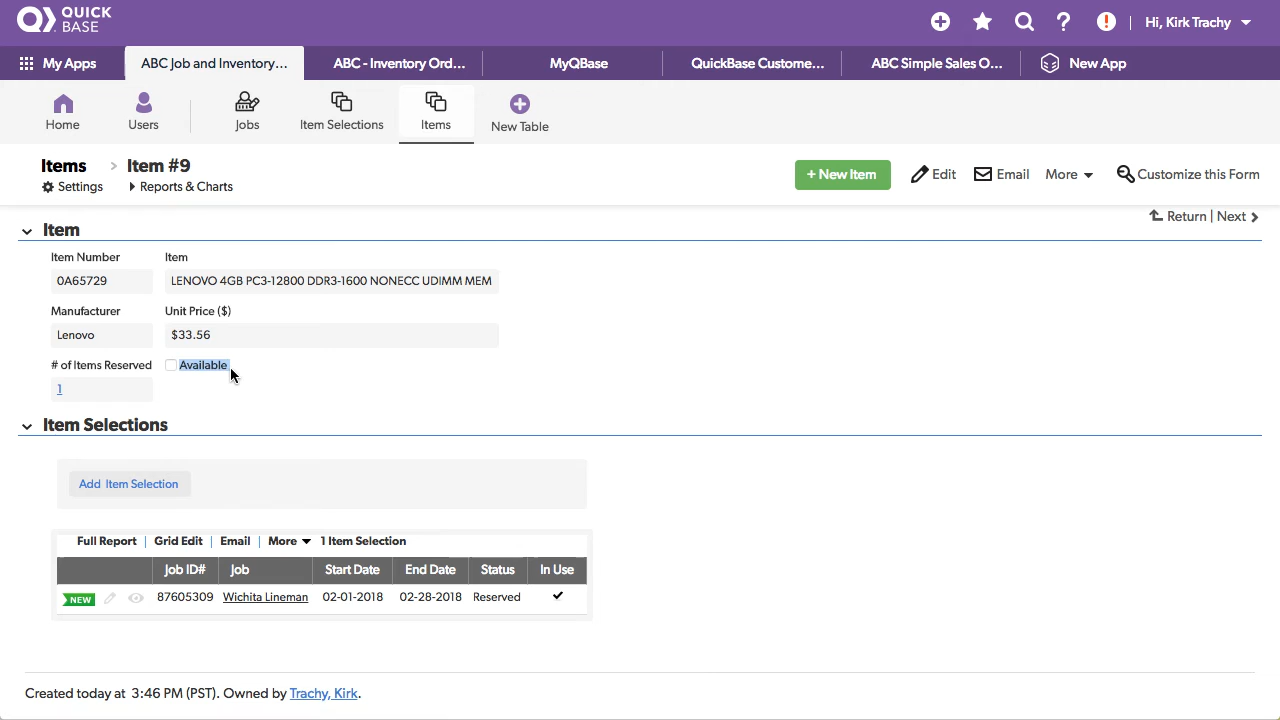 QUICK
BASE
Hi, Kirk Trachy
My Apps
ABC Job and Inventory...
ABC - Inventory Ord...
MyQBase
QuickBase Custome...
ABC Simple Sales O...
New App
Home
Users
Jobs
Item Selections
Items
New Table
Items > Item #9
Settings
Reports & Charts
+ New Item
Edit
Email
More
Customize this Form
Return | Next
Item
Item Number
Item
0A65729
LENOVO 4GB PC3-12800 DDR3-1600 NONECC UDIMM MEM
Manufacturer
Unit Price ($)
Lenovo
$33.56
# of Items Reserved
Available
1
Item Selections
Add Item Selection
Full Report | Grid Edit | Email | More 1 Item Selection
Job ID# Job Start Date End Date Status In Use
NEW 87605309 Wichita Lineman 02-01-2018 02-28-2018 Reserved
Created today at 3:46 PM (PST). Owned by Trachy, Kirk.